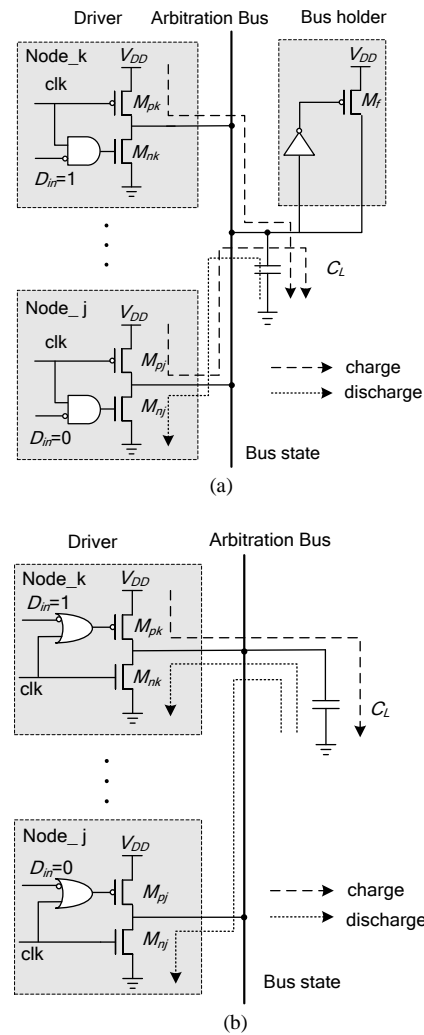 Driver
Arbitration Bus
Bus holder
Node_k
VDD
clk
Mpk
Mnk
Din=1
VDD
Mf
CL
Node_ j
VDD
clk
Mpj
Mnj
Din=0
charge
discharge
Bus state
(a)
Driver
Arbitration Bus
Node_k
VDD
Din=1
Mpk
Mnk
clk
CL
Node_ j
VDD
Din=0
Mpj
Mnj
clk
charge
discharge
Bus state
(b)